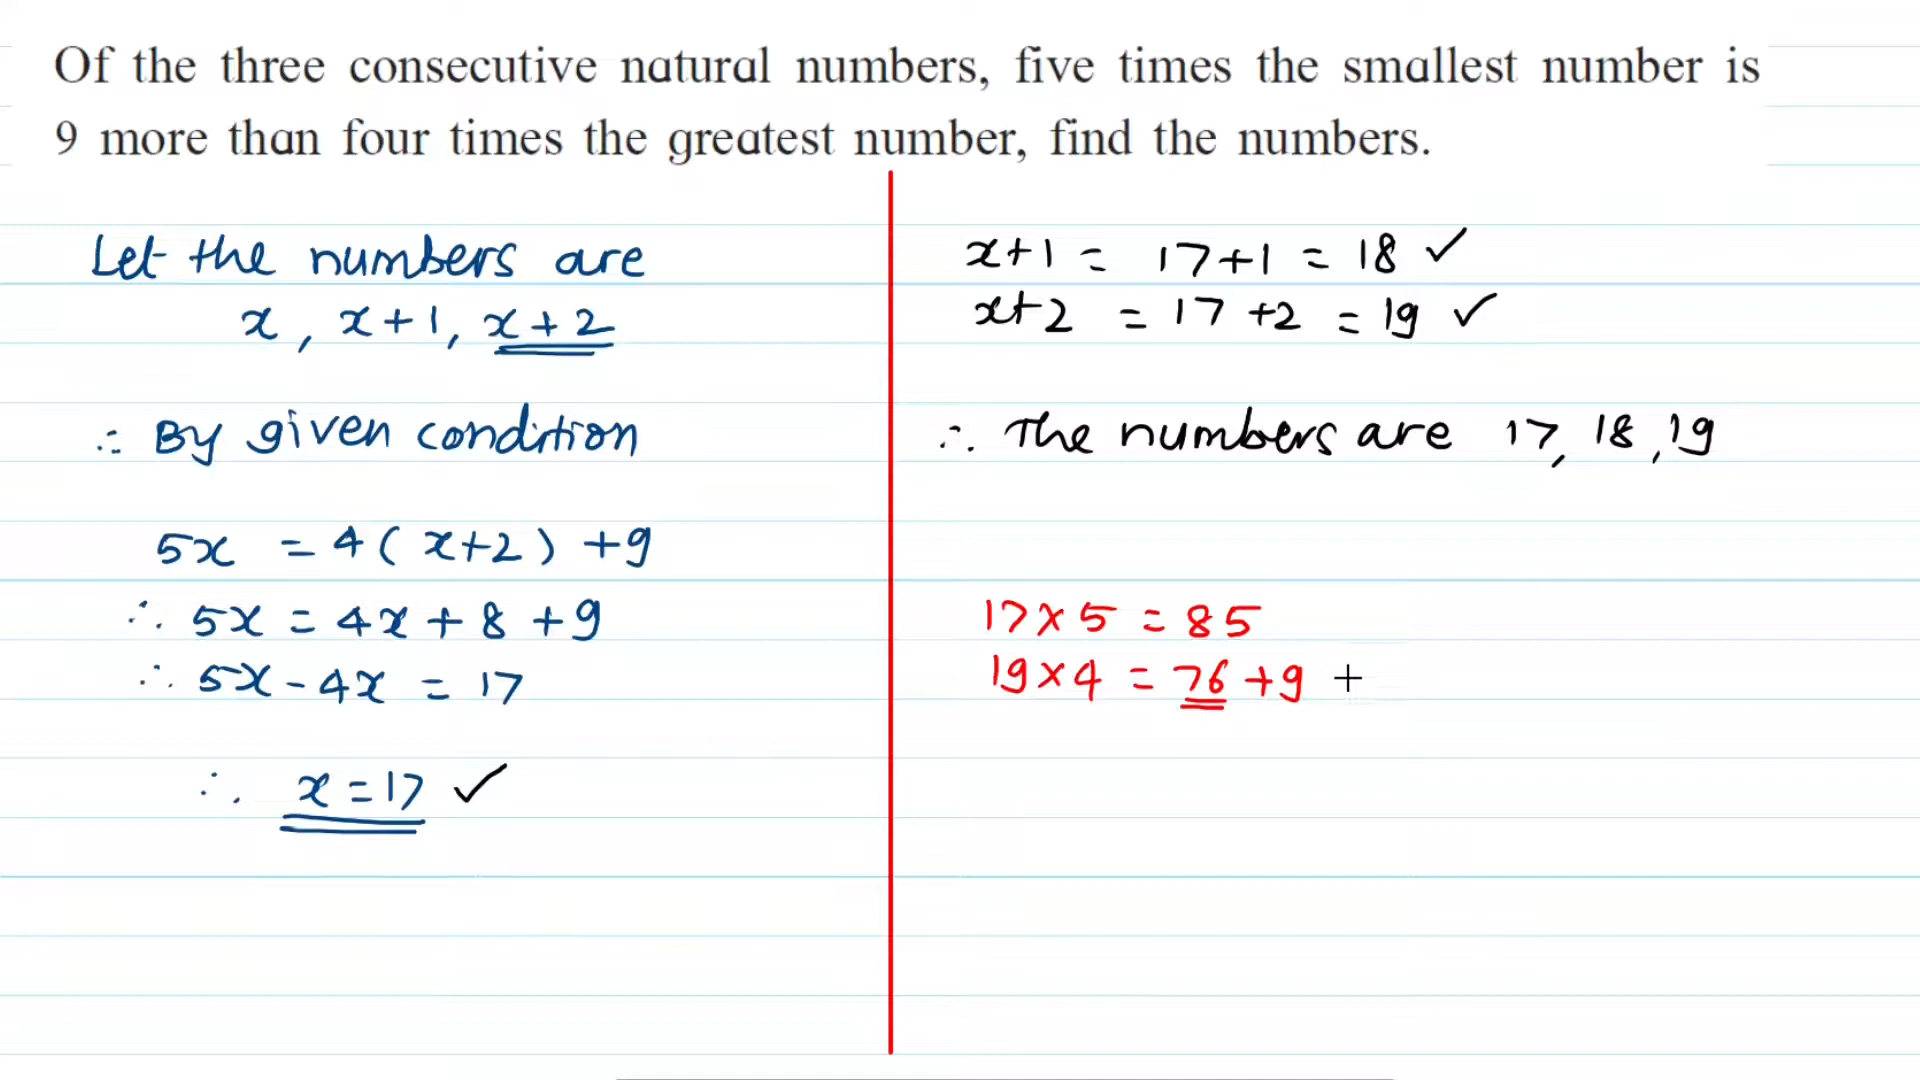 Of the three consecutive natural numbers, five times the smallest number is
9 more than four times the greatest number, find the numbers.
Let the numbers are
x, x+1, x+2
∴ By given condition
5x = 4(x+2)+9
∴ 5x = 4x+8+9
∴ 5x-4x = 17
∴ x=17 ✓
x+1 = 17+1 = 18 ✓
x+2 = 17+2 = 19 ✓
∴ The numbers are 17, 18, 19
17×5 = 85
19×4 = 76+9